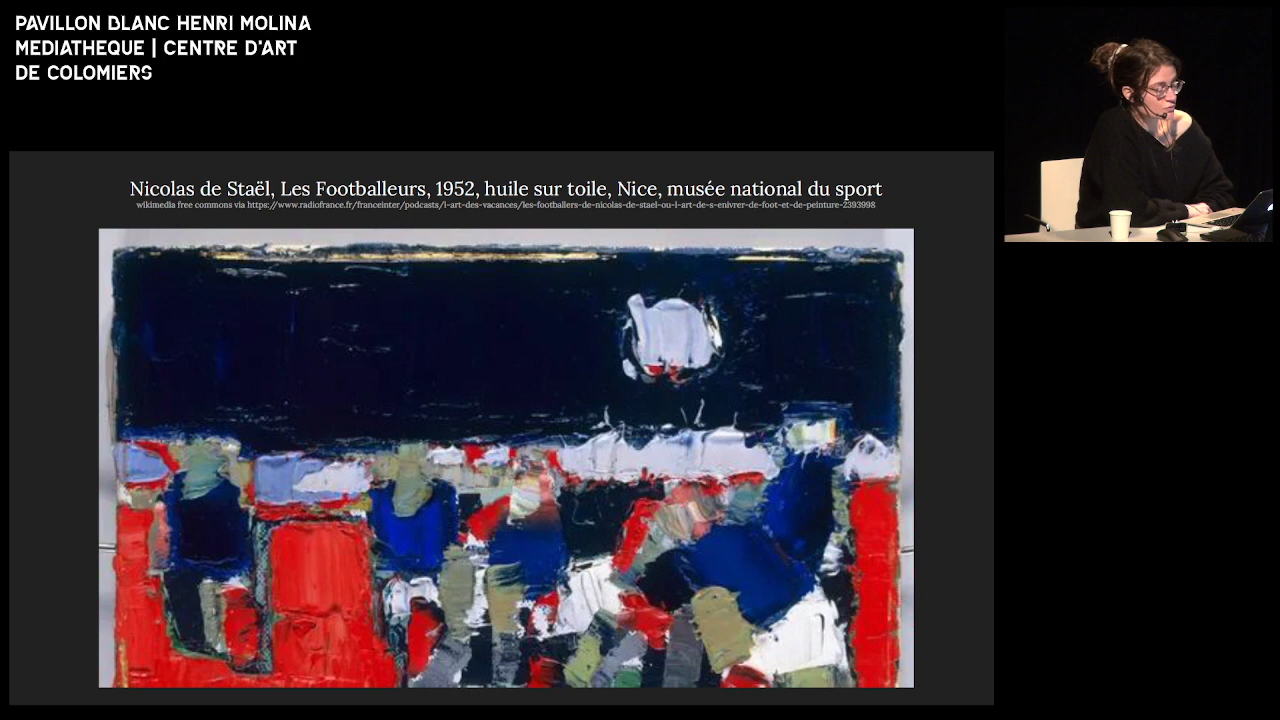 PAVILLON BLANC HENRI MOLINA
MEDIATHEQUE | CENTRE D'ART
DE COLOMIERS
Nicolas de Staël, Les Footballeurs, 1952, huile sur toile, Nice, musée national du sport
wikimedia free commons via https://www.radiofrance.fr/franceinter/podcasts/l-art-des-vacances/les-footballers-de-nicolas-de-stael-ou-l-art-de-s-enivrer-de-foot-et-de-peinture-2393998